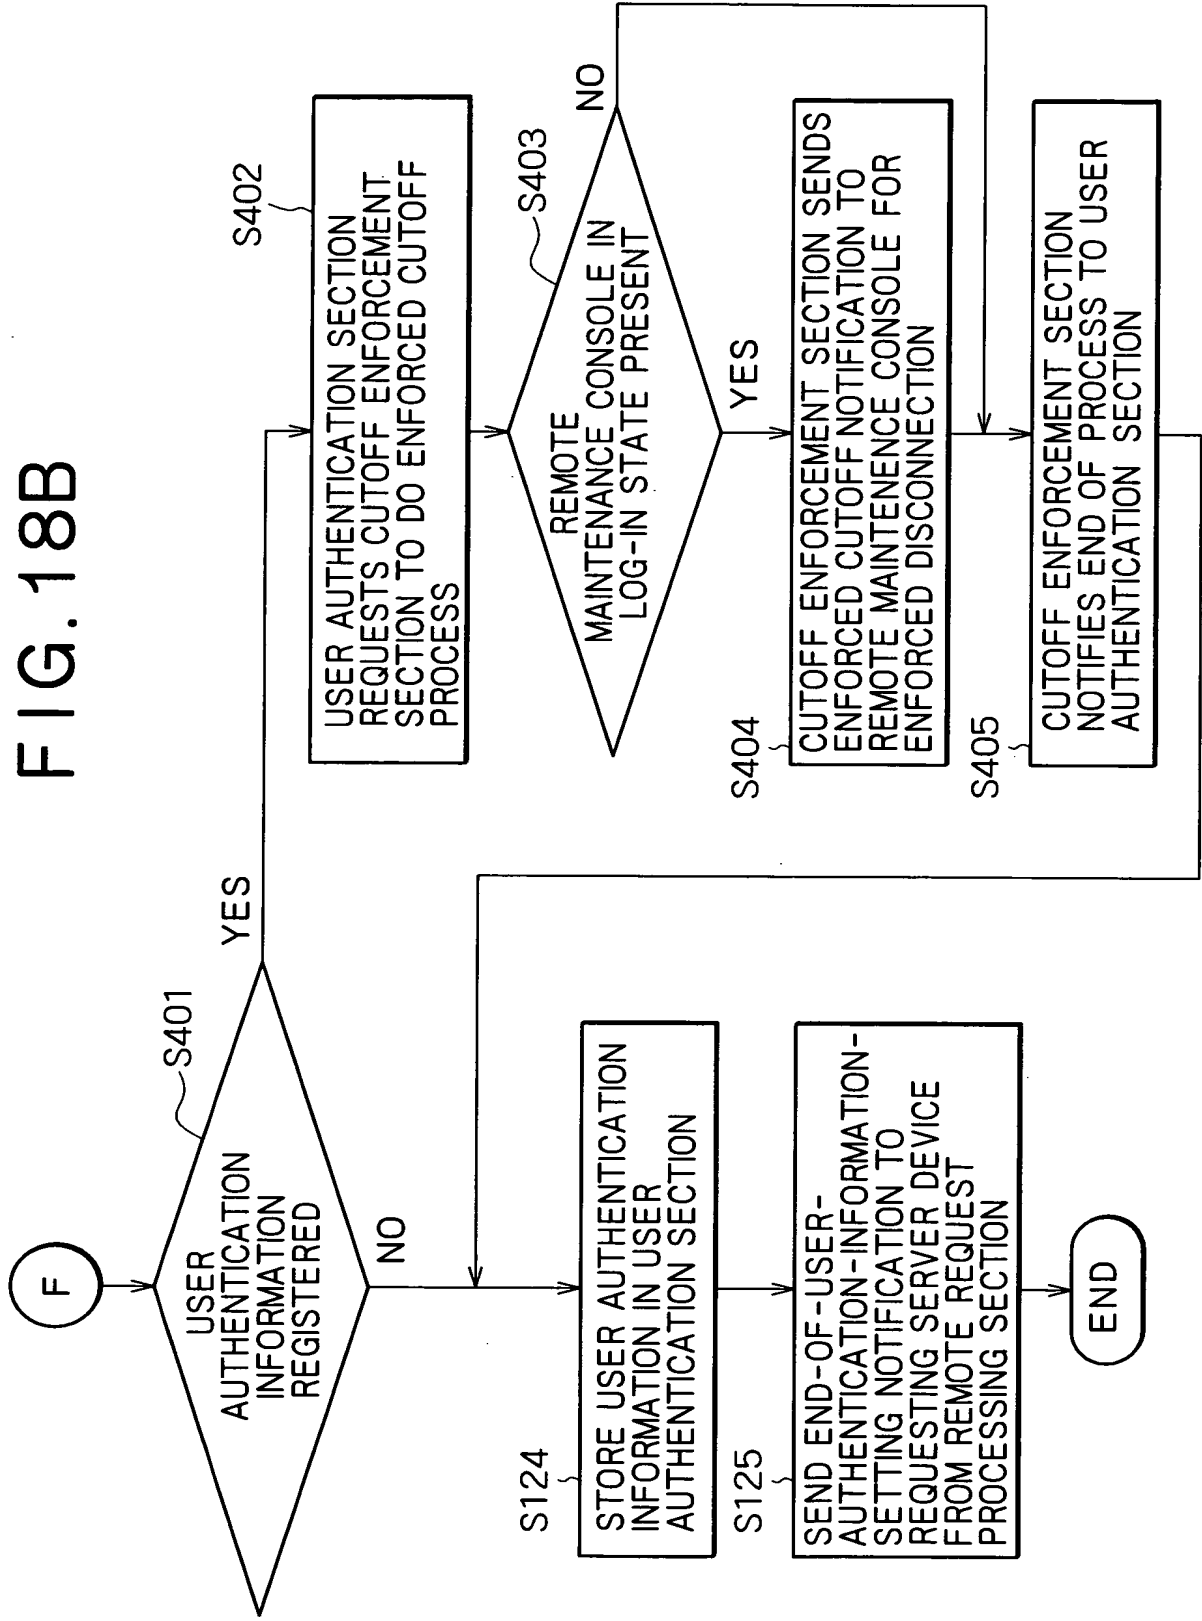 FIG. 18B
F
USER
AUTHENTICATION
INFORMATION
REGISTERED
S401
YES
NO
S402
USER AUTHENTICATION SECTION
REQUESTS CUTOFF ENFORCEMENT
SECTION TO DO ENFORCED CUTOFF
PROCESS
S403
REMOTE
MAINTENANCE CONSOLE IN
LOG-IN STATE PRESENT
NO
YES
S404
CUTOFF ENFORCEMENT SECTION SENDS
ENFORCED CUTOFF NOTIFICATION TO
REMOTE MAINTENENCE CONSOLE FOR
ENFORCED DISCONNECTION
S405
CUTOFF ENFORCEMENT SECTION
NOTIFIES END OF PROCESS TO USER
AUTHENTICATION SECTION
S124
STORE USER AUTHENTICATION
INFORMATION IN USER
AUTHENTICATION SECTION
S125
SEND END-OF-USER-
AUTHENTICATION-INFORMATION-
SETTING NOTIFICATION TO
REQUESTING SERVER DEVICE
FROM REMOTE REQUEST
PROCESSING SECTION
END